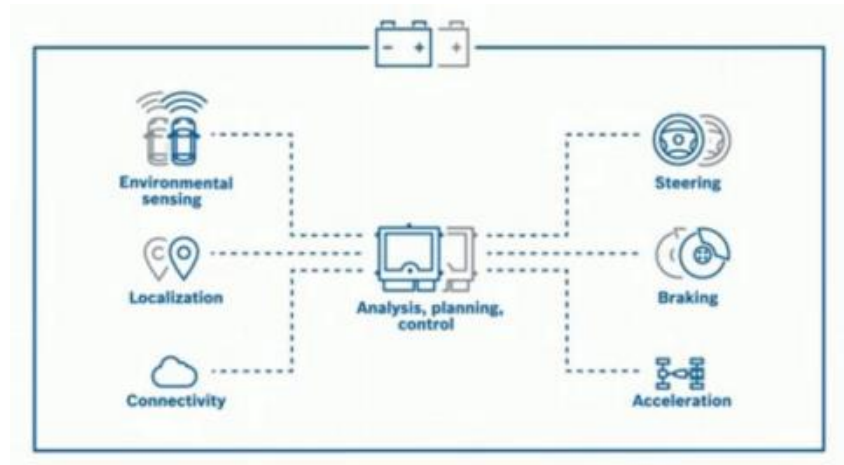 Environmental
sensing
Localization
Connectivity
Analysis, planning,
control
Steering
Braking
Acceleration